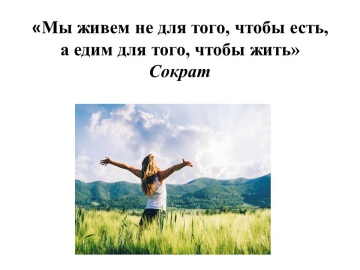 «Мы живем не для того, чтобы есть,
а едим для того, чтобы жить»
Сократ